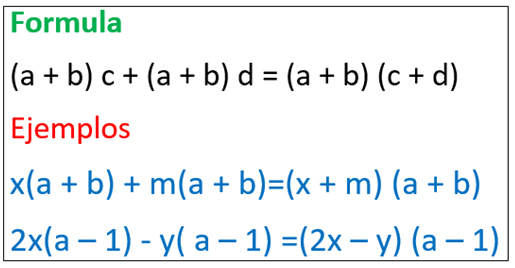 Formula
(a + b) c + (a + b) d = (a + b) (c + d)
Ejemplos
x(a + b) + m(a + b)=(x + m) (a + b)
2x(a – 1) - y( a – 1) =(2x – y) (a – 1)